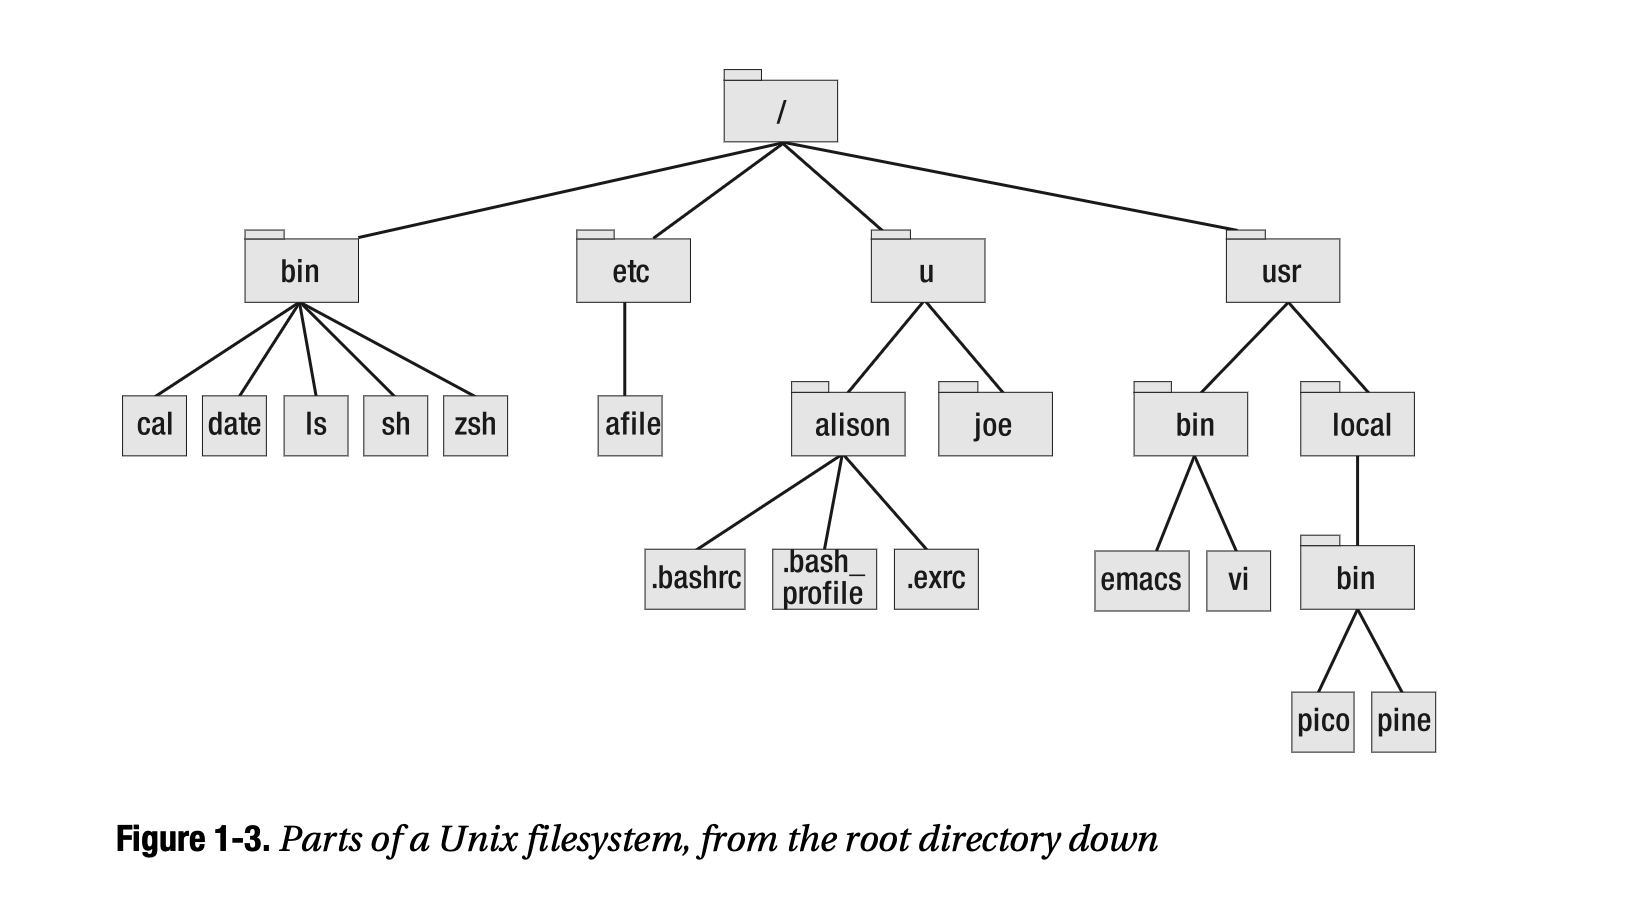 /
bin
etc
u
usr
cal
date
ls
sh
zsh
afile
alison
joe
bin
local
.bashrc
.bash_
profile
.exrc
emacs
vi
bin
pico
pine
Figure 1-3. Parts of a Unix filesystem, from the root directory down